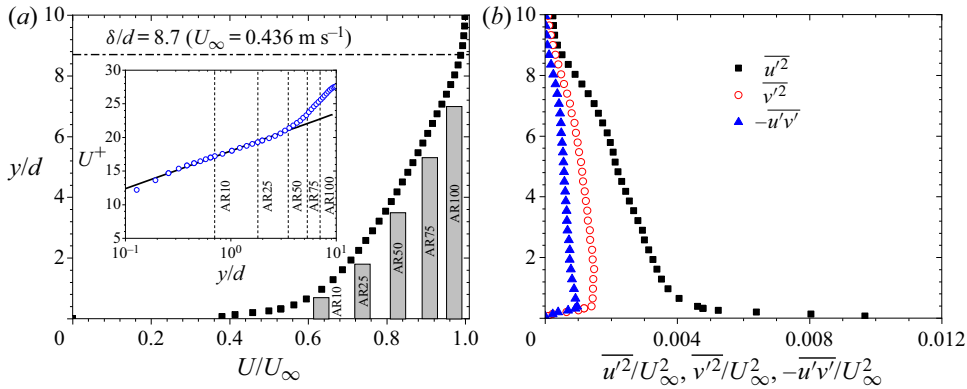 (a)
(b)
δ/d = 8.7 (U∞ = 0.436 m s⁻¹)
y/d
10
8
6
4
2
0
0.2
0.4
0.6
0.8
1.0
U/U∞
AR10
AR25
AR50
AR75
AR100
U⁺
30
25
20
15
10
5
AR10
AR25
AR50
AR75
AR100
10⁻¹
10⁰
10¹
y/d
10
8
6
4
2
0
u′²
v′²
−u′v′
0.004
0.008
0.012
u′²/U∞², v′²/U∞², −u′v′/U∞²